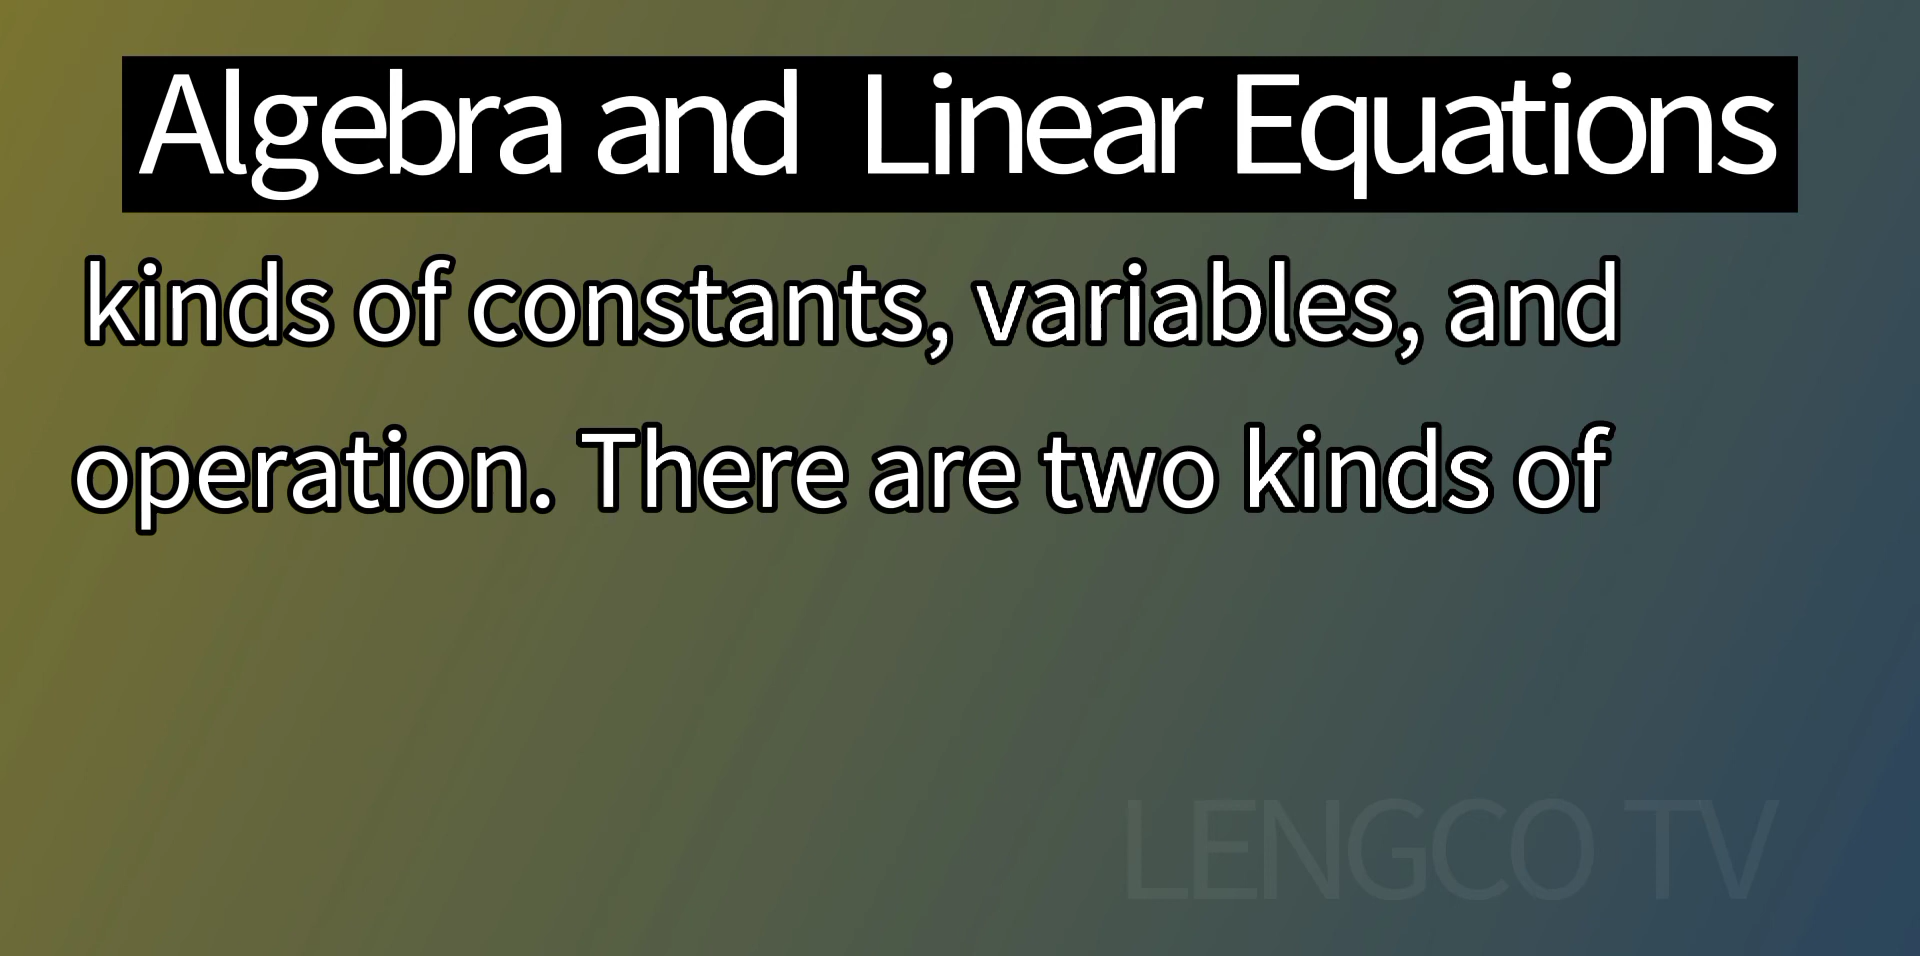 Algebra and  Linear Equations
kinds of constants, variables, and
operation. There are two kinds of
LENGCO TV